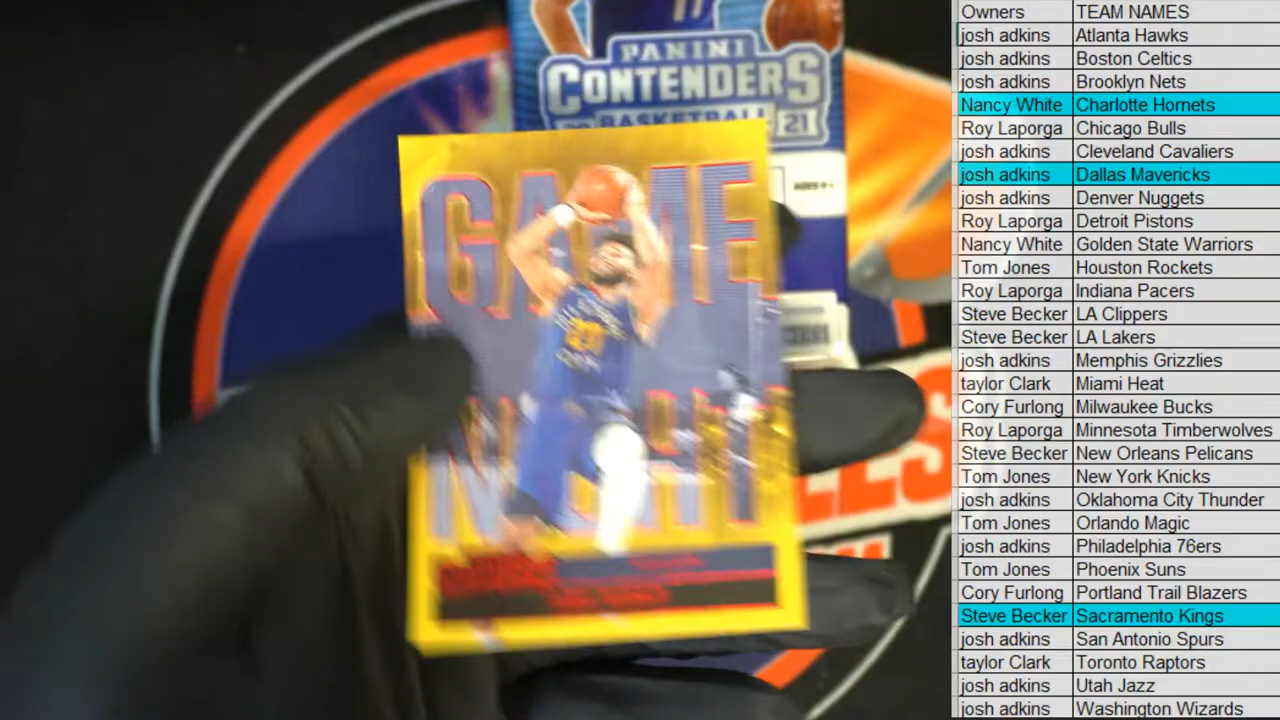 PANINI
CONTENDERS
BASKETBALL
21
AGES 9+
GAME
NIGHT
Owners TEAM NAMES
josh adkins Atlanta Hawks
josh adkins Boston Celtics
josh adkins Brooklyn Nets
Nancy White Charlotte Hornets
Roy Laporga Chicago Bulls
josh adkins Cleveland Cavaliers
josh adkins Dallas Mavericks
josh adkins Denver Nuggets
Roy Laporga Detroit Pistons
Nancy White Golden State Warriors
Tom Jones Houston Rockets
Roy Laporga Indiana Pacers
Steve Becker LA Clippers
Steve Becker LA Lakers
josh adkins Memphis Grizzlies
taylor Clark Miami Heat
Cory Furlong Milwaukee Bucks
Roy Laporga Minnesota Timberwolves
Steve Becker New Orleans Pelicans
Tom Jones New York Knicks
josh adkins Oklahoma City Thunder
Tom Jones Orlando Magic
josh adkins Philadelphia 76ers
Tom Jones Phoenix Suns
Cory Furlong Portland Trail Blazers
Steve Becker Sacramento Kings
josh adkins San Antonio Spurs
taylor Clark Toronto Raptors
josh adkins Utah Jazz
josh adkins Washington Wizards